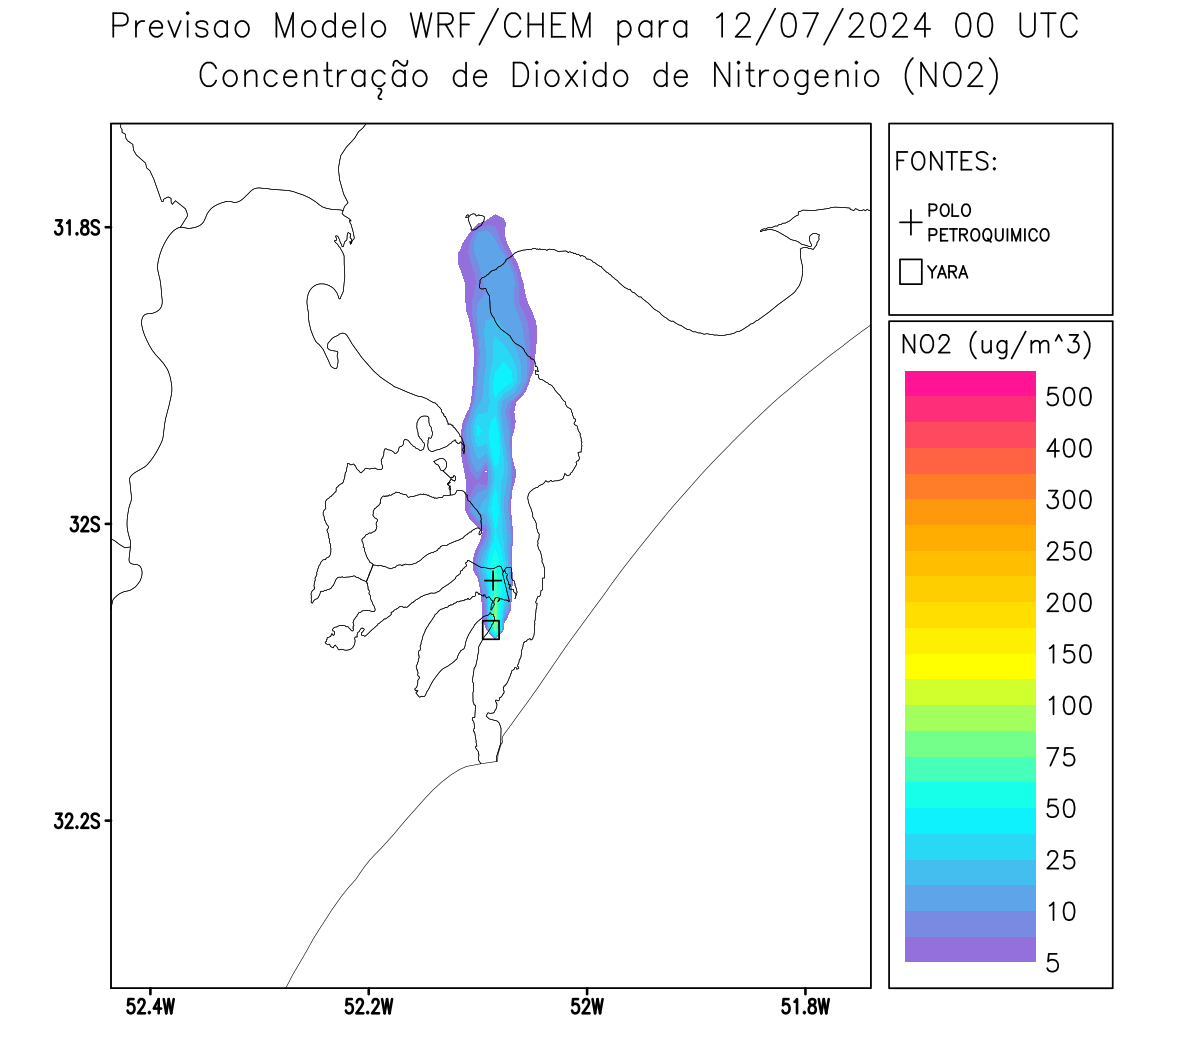 Previsao Modelo WRF/CHEM para 12/07/2024 00 UTC
Concentração de Dioxido de Nitrogenio (NO2)
FONTES:
POLO
PETROQUIMICO
YARA
31.8S
32S
32.2S
52.4W
52.2W
52W
51.8W
NO2 (ug/m^3)
500
400
300
250
200
150
100
75
50
25
10
5